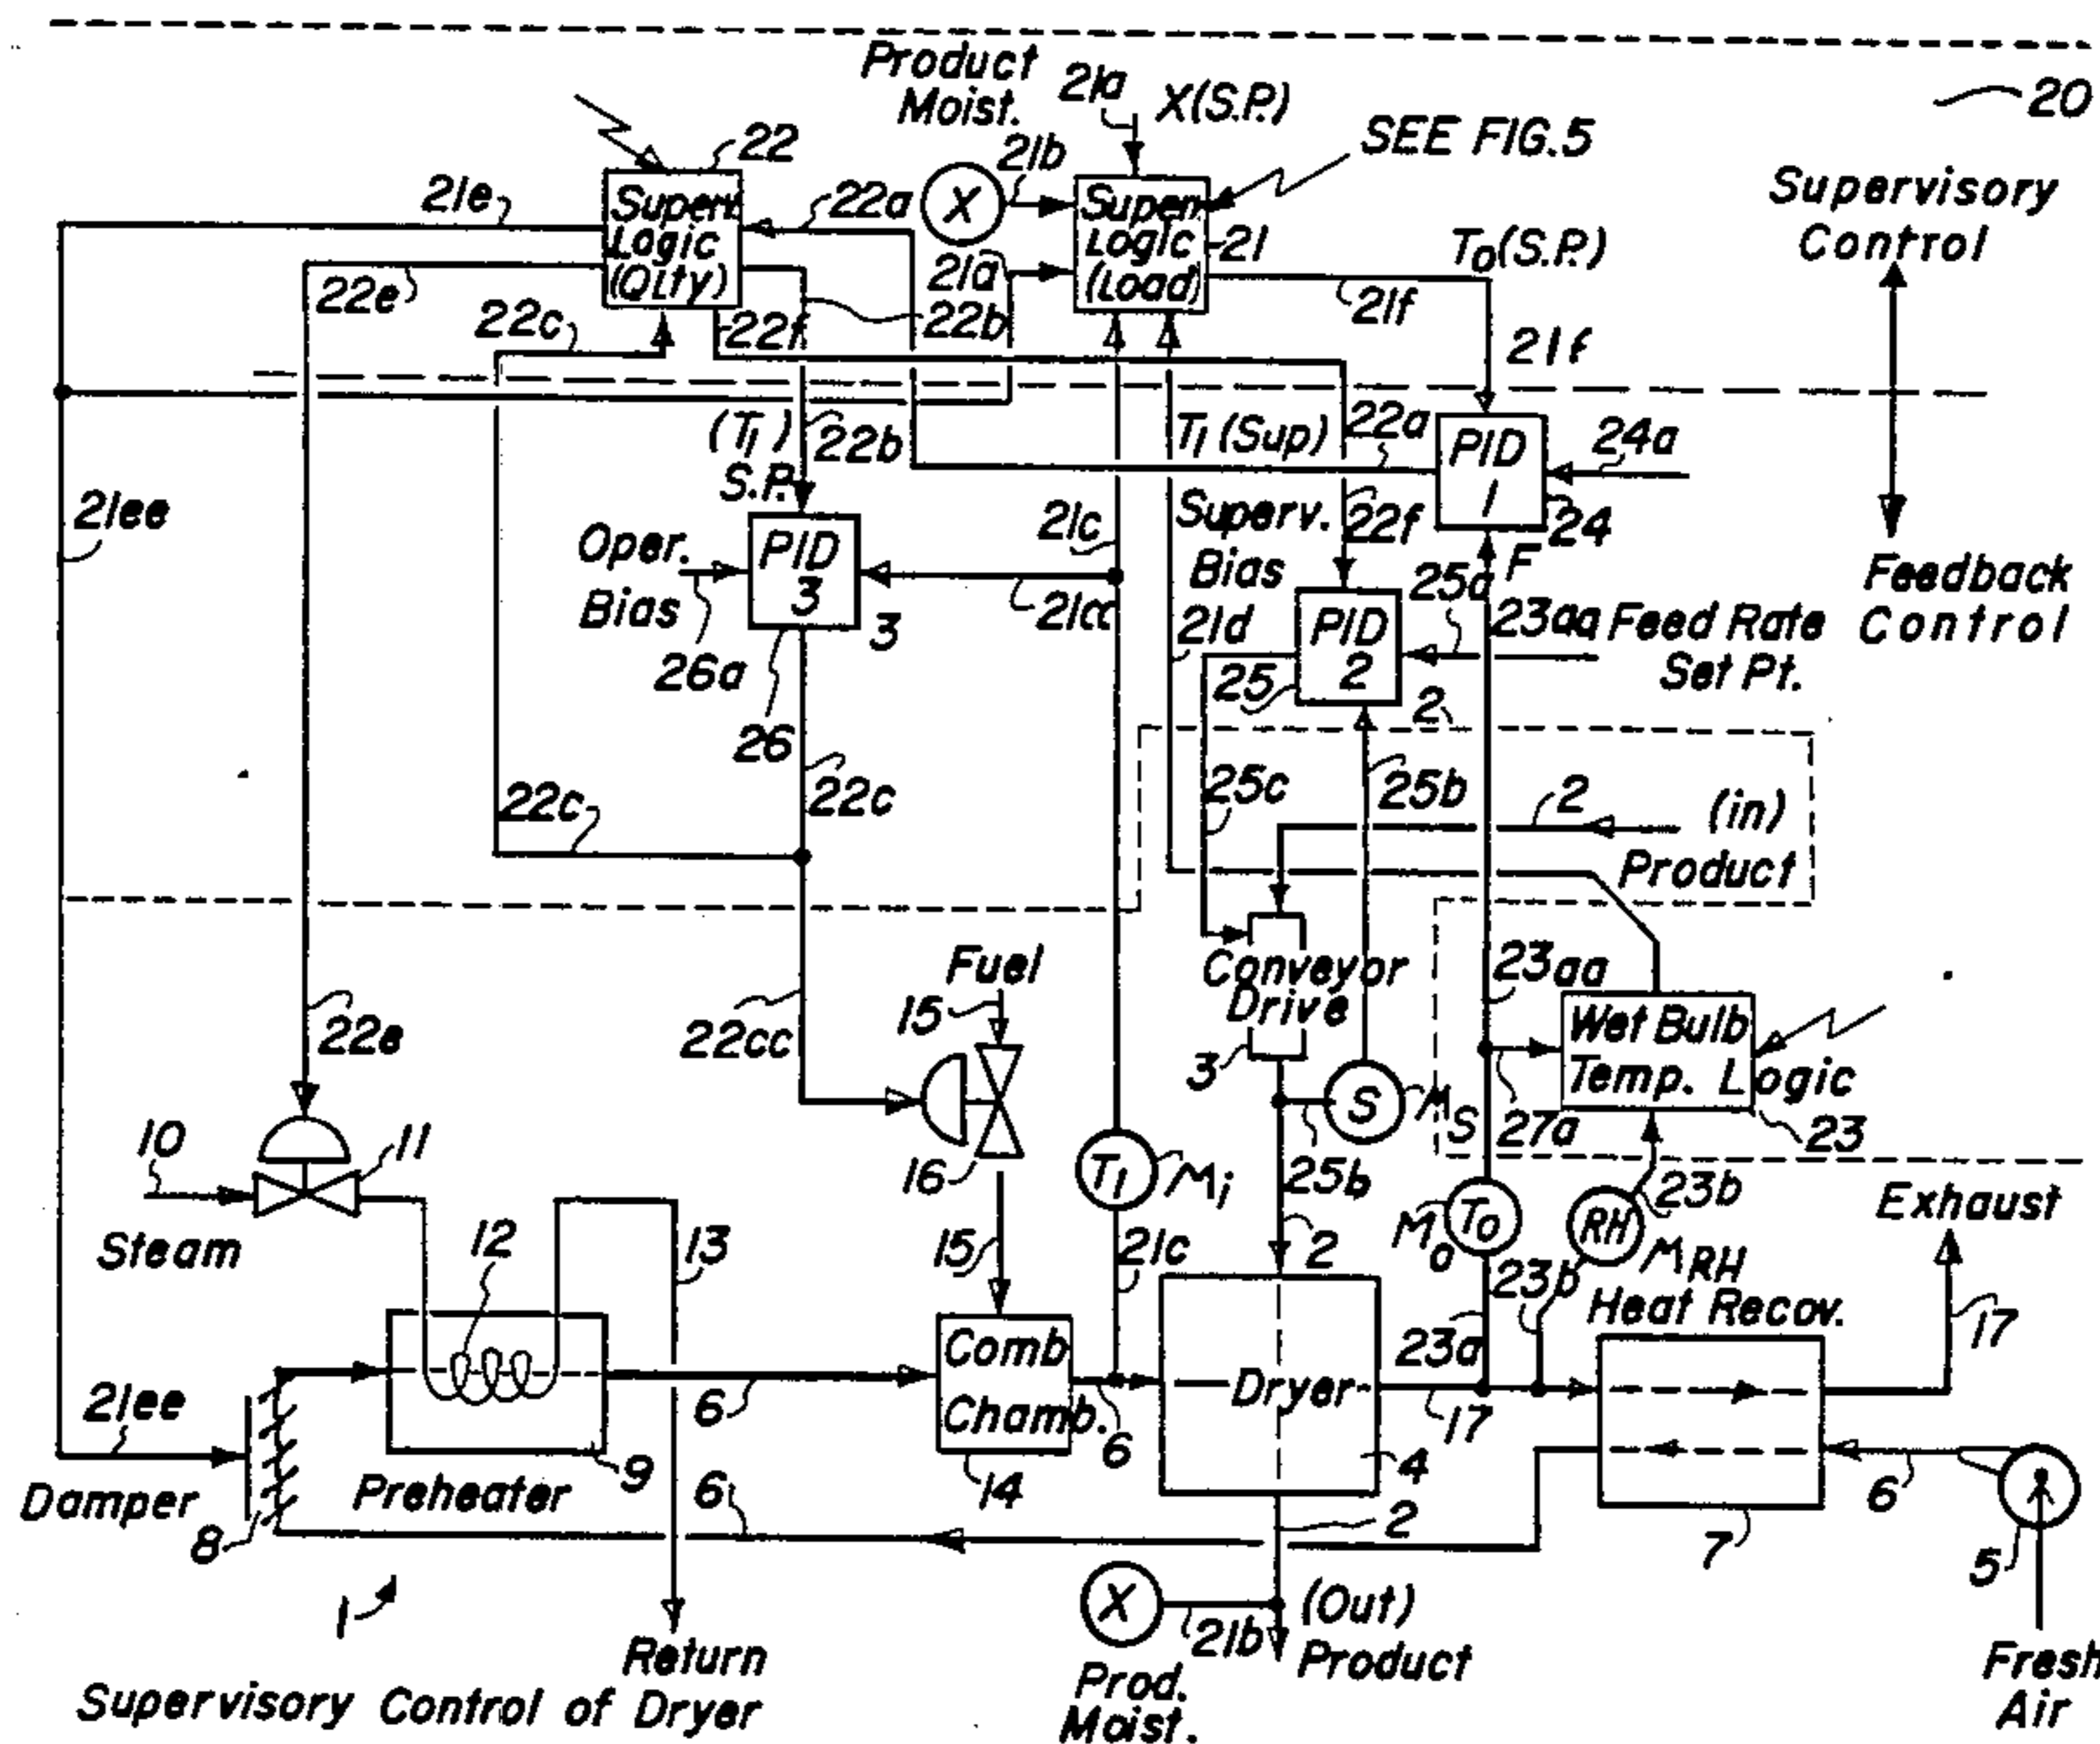 Product
Moist.
21a
X(S.P.)
20
SEE FIG.5
22
21b
Supervisory
Control
21e
Superv.
Logic
(QLty)
22a
X
Super.
Logic
(Load)
21
To(S.P.)
21a
22e
22c
22f
22b
21f
21f
(T1)
S.P.
22b
T1 (Sup)
22a
PID
1
24a
24
21ee
21c
Superv.
Bias
22f
Oper.
Bias
PID
3
3
21cc
F
25a
Feedback
Control
26a
21d
PID
2
23aa
Feed Rate
Set Pt.
25
26
2
22c
22c
25c
25b
2
(in)
Product
Fuel
15
Conveyor
Drive
23aa
Wet Bulb
Temp. Logic
22e
22cc
3
S
MS
27a
23
10
11
16
T1
Mi
25b
Mo
To
RH
23b
MRH
Exhaust
Steam
12
13
15
21c
2
23b
Heat Recov.
17
23a
Comb
Chamb.
Dryer
21ee
6
6
17
4
6
Damper
8
Preheater
9
6
14
2
7
5
1
X
21b
(Out)
Product
Return
Prod.
Moist.
Fresh
Air
Supervisory Control of Dryer